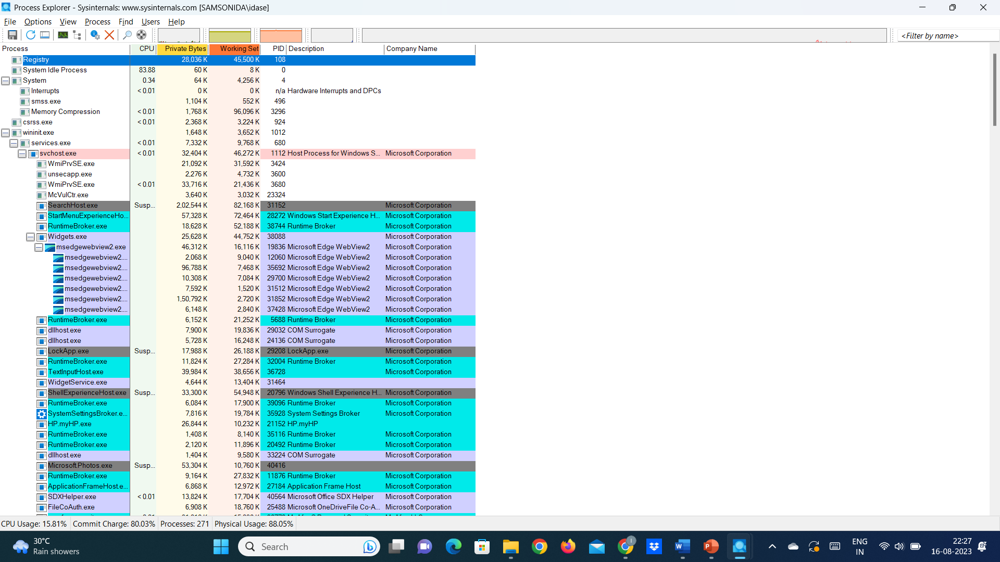 Process Explorer - Sysinternals: www.sysinternals.com [SAMSONIDA\idase]
File Options View Process Find Users Help
<Filter by name>
Process CPU Private Bytes Working Set PID Description Company Name
Registry 28,036 K 45,500 K 108
System Idle Process 83.88 60 K 8 K 0
System 0.34 64 K 4,256 K 4
Interrupts < 0.01 0 K 0 K n/a Hardware Interrupts and DPCs
smss.exe 1,104 K 552 K 496
Memory Compression < 0.01 1,768 K 96,096 K 3296
csrss.exe < 0.01 2,368 K 3,224 K 924
wininit.exe 1,648 K 3,652 K 1012
services.exe < 0.01 7,332 K 9,768 K 680
svchost.exe < 0.01 32,404 K 46,272 K 1112 Host Process for Windows S... Microsoft Corporation
WmiPrvSE.exe 21,092 K 31,592 K 3424
unsecapp.exe 2,276 K 4,732 K 3600
WmiPrvSE.exe < 0.01 33,716 K 21,436 K 3680
McVulCtr.exe 3,640 K 3,032 K 23324
SearchHost.exe Susp... 2,02,544 K 82,168 K 31152 Microsoft Corporation
StartMenuExperienceHo... 57,328 K 72,464 K 28272 Windows Start Experience H... Microsoft Corporation
RuntimeBroker.exe 18,628 K 52,188 K 38744 Runtime Broker Microsoft Corporation
Widgets.exe 25,628 K 44,752 K 38088 Microsoft Corporation
msedgewebview2.exe 46,312 K 16,116 K 19836 Microsoft Edge WebView2 Microsoft Corporation
msedgewebview2.... 2,068 K 9,040 K 12060 Microsoft Edge WebView2 Microsoft Corporation
msedgewebview2.... 96,788 K 7,468 K 35692 Microsoft Edge WebView2 Microsoft Corporation
msedgewebview2.... 10,308 K 7,084 K 29700 Microsoft Edge WebView2 Microsoft Corporation
msedgewebview2.... 7,592 K 1,520 K 31512 Microsoft Edge WebView2 Microsoft Corporation
msedgewebview2.... 1,50,792 K 2,720 K 31852 Microsoft Edge WebView2 Microsoft Corporation
msedgewebview2.... 6,148 K 2,840 K 37428 Microsoft Edge WebView2 Microsoft Corporation
RuntimeBroker.exe 6,152 K 21,252 K 5688 Runtime Broker Microsoft Corporation
dllhost.exe 7,900 K 19,836 K 29032 COM Surrogate Microsoft Corporation
dllhost.exe 5,728 K 16,248 K 24136 COM Surrogate Microsoft Corporation
LockApp.exe Susp... 17,988 K 26,188 K 29208 LockApp.exe Microsoft Corporation
RuntimeBroker.exe 11,824 K 27,284 K 32004 Runtime Broker Microsoft Corporation
TextInputHost.exe 39,984 K 38,656 K 36728 Microsoft Corporation
WidgetService.exe 4,644 K 13,404 K 31464
ShellExperienceHost.exe Susp... 33,300 K 54,948 K 20796 Windows Shell Experience H... Microsoft Corporation
RuntimeBroker.exe 6,084 K 17,900 K 39096 Runtime Broker Microsoft Corporation
SystemSettingsBroker.e... 7,816 K 19,784 K 35928 System Settings Broker Microsoft Corporation
HP.myHP.exe 26,844 K 10,232 K 21152 HP.myHP
RuntimeBroker.exe 1,408 K 8,140 K 35116 Runtime Broker Microsoft Corporation
RuntimeBroker.exe 2,120 K 11,896 K 20492 Runtime Broker Microsoft Corporation
dllhost.exe 1,404 K 9,580 K 33224 COM Surrogate Microsoft Corporation
Microsoft.Photos.exe Susp... 53,304 K 10,760 K 40416
RuntimeBroker.exe 9,164 K 27,832 K 11876 Runtime Broker Microsoft Corporation
ApplicationFrameHost.e... 6,868 K 12,972 K 27184 Application Frame Host Microsoft Corporation
SDXHelper.exe < 0.01 13,824 K 17,704 K 40564 Microsoft Office SDX Helper Microsoft Corporation
FileCoAuth.exe 6,908 K 18,760 K 25488 Microsoft OneDriveFile Co-A... Microsoft Corporation
CPU Usage: 15.81% Commit Charge: 80.03% Processes: 271 Physical Usage: 88.05%
30°C
Rain showers
Search
ENG
IN
22:27
16-08-2023